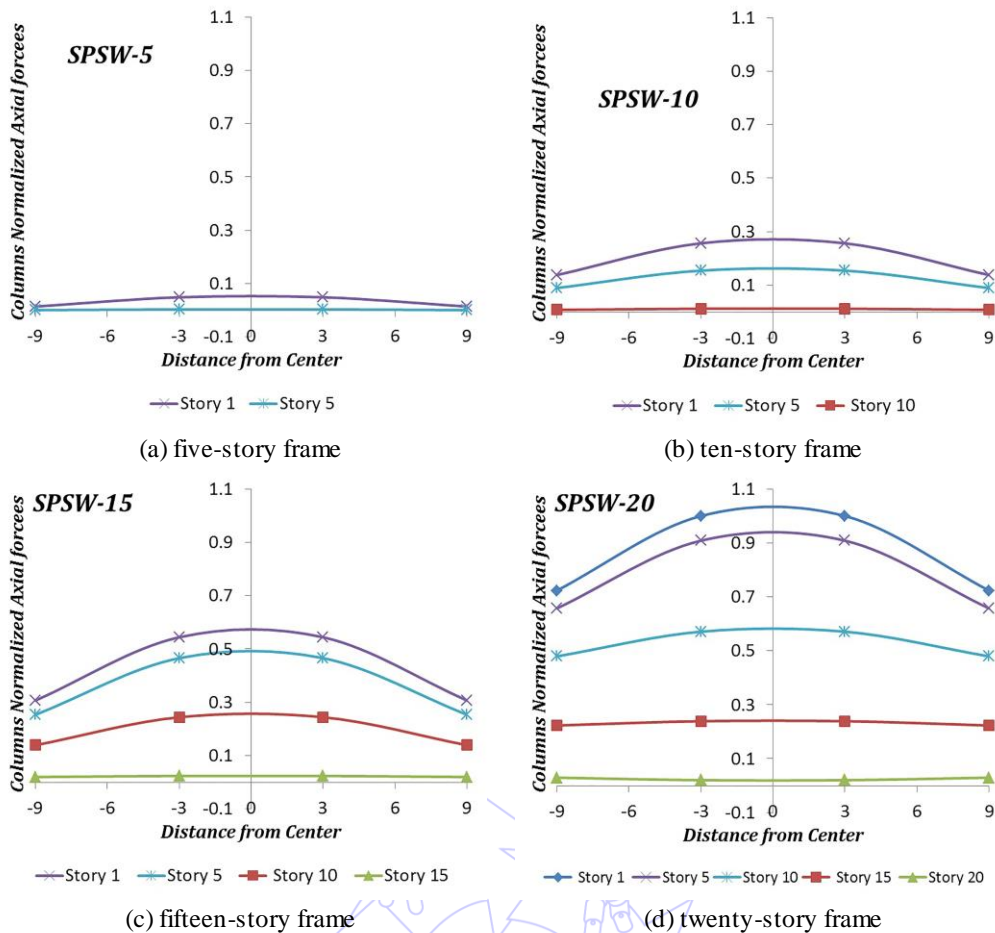 SPSW-5
Columns Normalized Axial forcees
1.1
0.9
0.7
0.5
0.3
0.1
-0.1
-9 -6 -3 0 3 6 9
Distance from Center
Story 1 Story 5
(a) five-story frame
SPSW-10
Columns Normalized Axial forcees
1.1
0.9
0.7
0.5
0.3
0.1
-0.1
-9 -6 -3 0 3 6 9
Distance from Center
Story 1 Story 5 Story 10
(b) ten-story frame
SPSW-15
Columns Normalized Axial forcees
1.1
0.9
0.7
0.5
0.3
0.1
-0.1
-9 -6 -3 0 3 6 9
Distance from Center
Story 1 Story 5 Story 10 Story 15
(c) fifteen-story frame
SPSW-20
Columns Normalized Axial forcees
1.1
0.9
0.7
0.5
0.3
0.1
-0.1
-9 -6 -3 0 3 6 9
Distance from Center
Story 1 Story 5 Story 10 Story 15 Story 20
(d) twenty-story frame